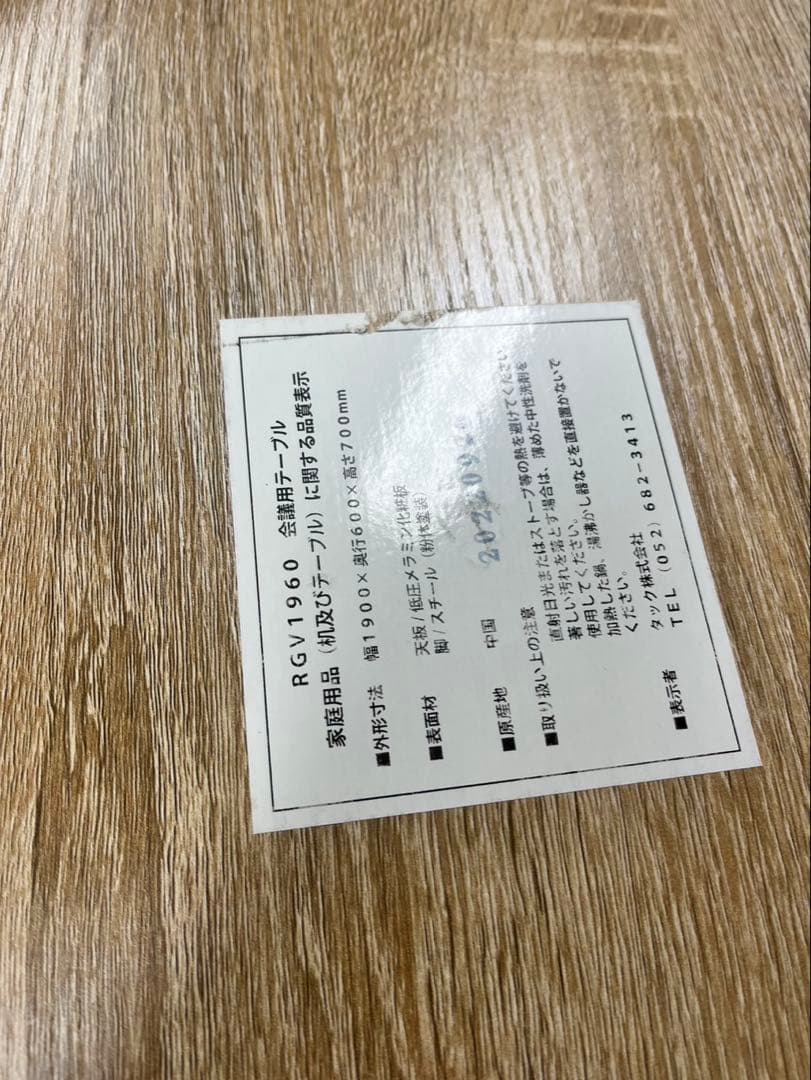 RGV1960 会議用テーブル
家庭用品（机及びテーブル）に関する品質表示
■外形寸法 幅1900×奥行600×高さ700mm
■表面材 天板/低圧メラミン化粧板
脚/スチール（粉体塗装）
■原産地 中国
■取り扱い上の注意
直射日光またはストーブ等の熱を避けてください
著しい汚れを落とす場合は、薄めた中性洗剤を
使用してください。
加熱した鍋、湯沸かし器などを直接置かないで
ください。
■表示者 タック株式会社
TEL（052）682-3413